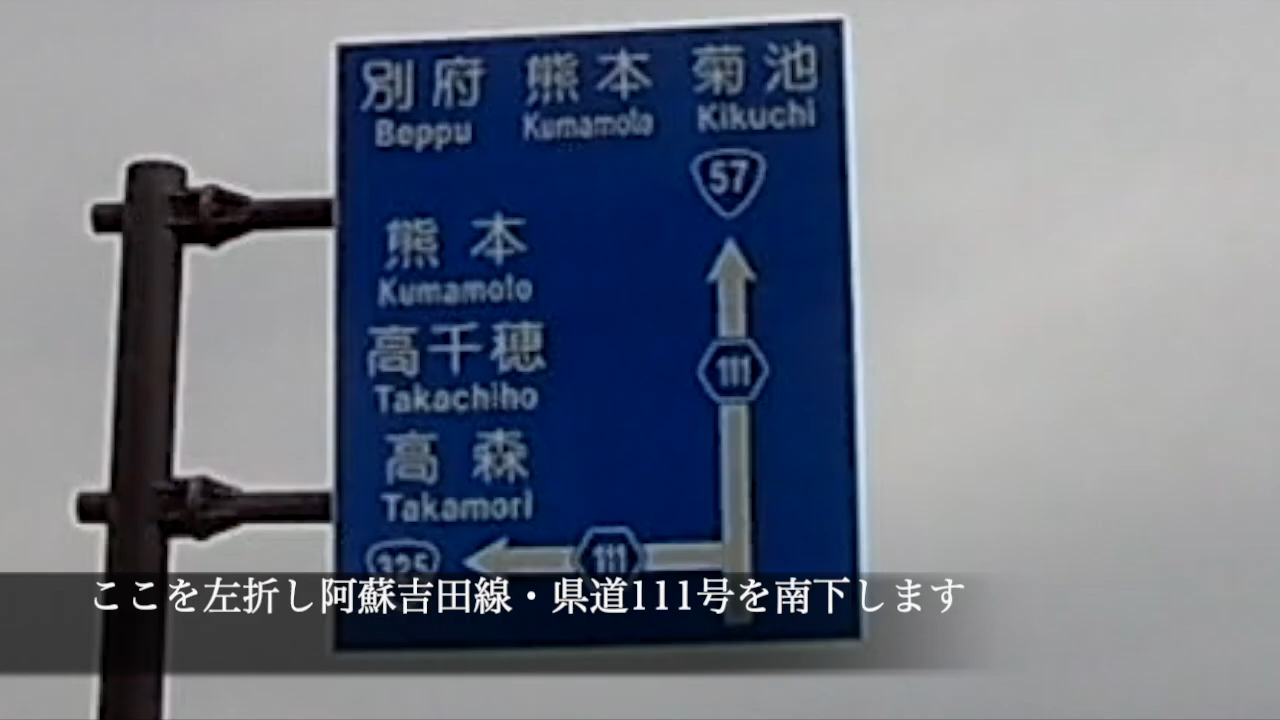 別府 熊本 菊池
Beppu Kumamoto Kikuchi
57
熊本
Kumamoto
高千穂
Takachiho
111
高森
Takamori
325
111
ここを左折し阿蘇吉田線・県道111号を南下します